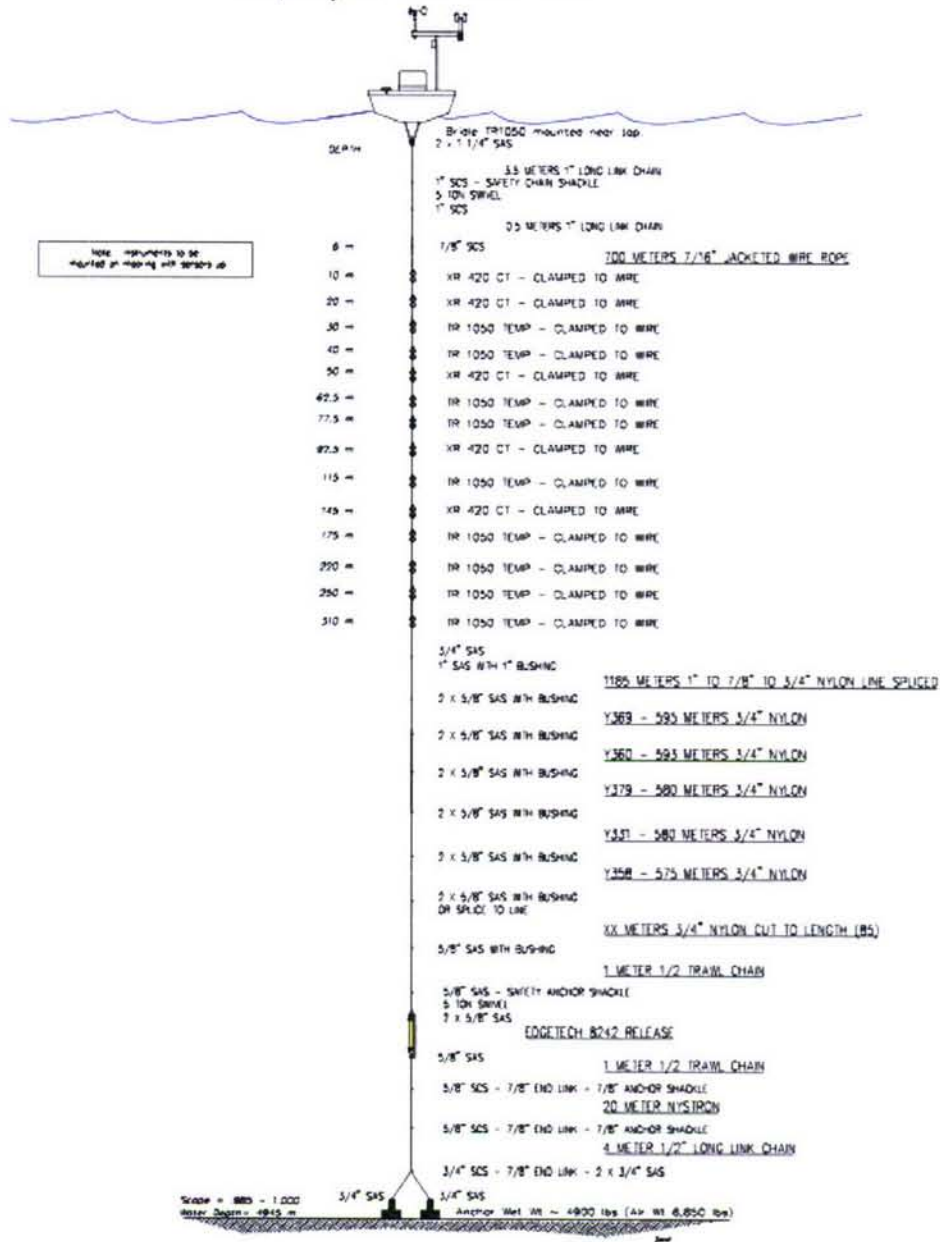 Bridle TR1050 mounted near top.
DEPTH
2 x 1 1/4" SAS
3.5 METERS 1" LONG LINK CHAIN
1" SCS - SAFETY CHAIN SHACKLE
5 TON SWIVEL
1" SCS
0.5 METERS 1" LONG LINK CHAIN
Note: Instruments to be
mounted on mooring with sensors up
6 m 7/8" SCS
700 METERS 7/16" JACKETED WIRE ROPE
10 m XR 420 CT - CLAMPED TO WIRE
20 m XR 420 CT - CLAMPED TO WIRE
30 m TR 1050 TEMP - CLAMPED TO WIRE
40 m TR 1050 TEMP - CLAMPED TO WIRE
50 m XR 420 CT - CLAMPED TO WIRE
62.5 m TR 1050 TEMP - CLAMPED TO WIRE
77.5 m TR 1050 TEMP - CLAMPED TO WIRE
92.5 m XR 420 CT - CLAMPED TO WIRE
115 m TR 1050 TEMP - CLAMPED TO WIRE
145 m XR 420 CT - CLAMPED TO WIRE
175 m TR 1050 TEMP - CLAMPED TO WIRE
220 m TR 1050 TEMP - CLAMPED TO WIRE
250 m TR 1050 TEMP - CLAMPED TO WIRE
310 m TR 1050 TEMP - CLAMPED TO WIRE
3/4" SAS
1" SAS WITH 1" BUSHING
1185 METERS 1" TO 7/8" TO 3/4" NYLON LINE SPLICED
2 X 5/8" SAS WITH BUSHING
Y369 - 595 METERS 3/4" NYLON
2 X 5/8" SAS WITH BUSHING
Y360 - 593 METERS 3/4" NYLON
2 X 5/8" SAS WITH BUSHING
Y379 - 580 METERS 3/4" NYLON
2 X 5/8" SAS WITH BUSHING
Y331 - 580 METERS 3/4" NYLON
2 X 5/8" SAS WITH BUSHING
Y358 - 575 METERS 3/4" NYLON
2 X 5/8" SAS WITH BUSHING
OR SPLICE TO LINE
XX METERS 3/4" NYLON CUT TO LENGTH (85)
5/8" SAS WITH BUSHING
1 METER 1/2 TRAWL CHAIN
5/8" SAS - SAFETY ANCHOR SHACKLE
5 TON SWIVEL
2 X 5/8" SAS
EDGETECH 8242 RELEASE
5/8" SAS
1 METER 1/2 TRAWL CHAIN
5/8" SCS - 7/8" END LINK - 7/8" ANCHOR SHACKLE
20 METER NYSTRON
5/8" SCS - 7/8" END LINK - 7/8" ANCHOR SHACKLE
4 METER 1/2" LONG LINK CHAIN
3/4" SCS - 7/8" END LINK - 2 X 3/4" SAS
3/4" SAS 3/4" SAS
Scope = .985 - 1.000
Water Depth= 4945 m
Anchor Wet Wt ~ 4900 lbs (Air Wt 6,850 lbs)